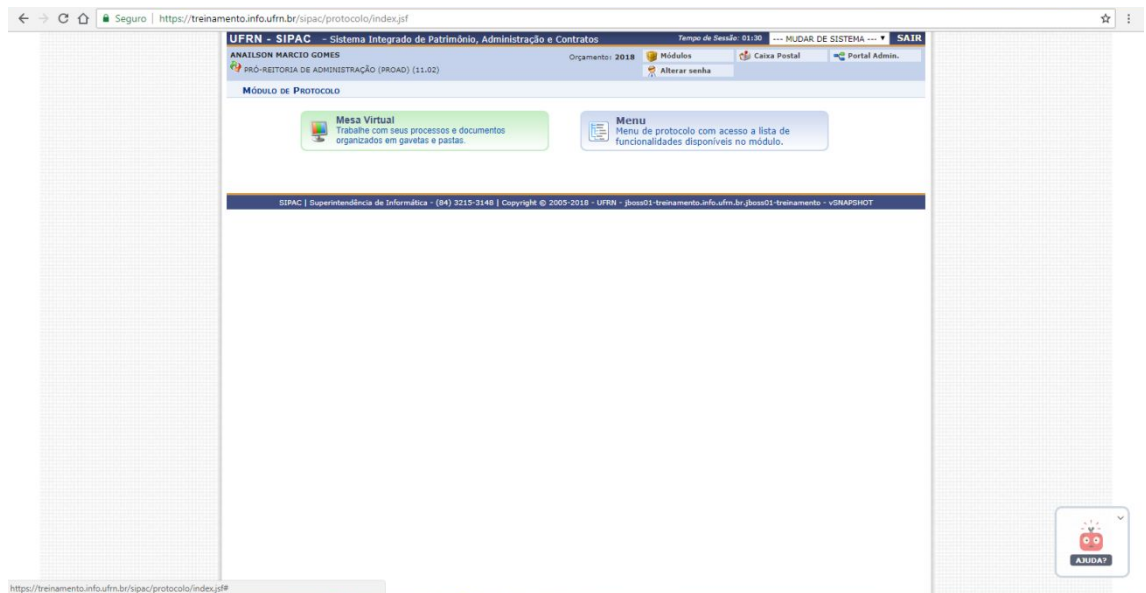 Seguro | https://treinamento.info.ufrn.br/sipac/protocolo/index.jsf
UFRN - SIPAC - Sistema Integrado de Patrimônio, Administração e Contratos
Tempo de Sessão: 01:30 --- MUDAR DE SISTEMA --- SAIR
ANAILSON MARCIO GOMES
Orçamento: 2018 Módulos Caixa Postal Portal Admin.
PRÓ-REITORIA DE ADMINISTRAÇÃO (PROAD) (11.02)
Alterar senha
MÓDULO DE PROTOCOLO
Mesa Virtual
Trabalhe com seus processos e documentos
organizados em gavetas e pastas.
Menu
Menu de protocolo com acesso a lista de
funcionalidades disponíveis no módulo.
SIPAC | Superintendência de Informática - (84) 3215-3148 | Copyright © 2005-2018 - UFRN - jboss01-treinamento.info.ufrn.br.jboss01-treinamento - vSNAPSHOT
AJUDA?
https://treinamento.info.ufrn.br/sipac/protocolo/index.jsf#